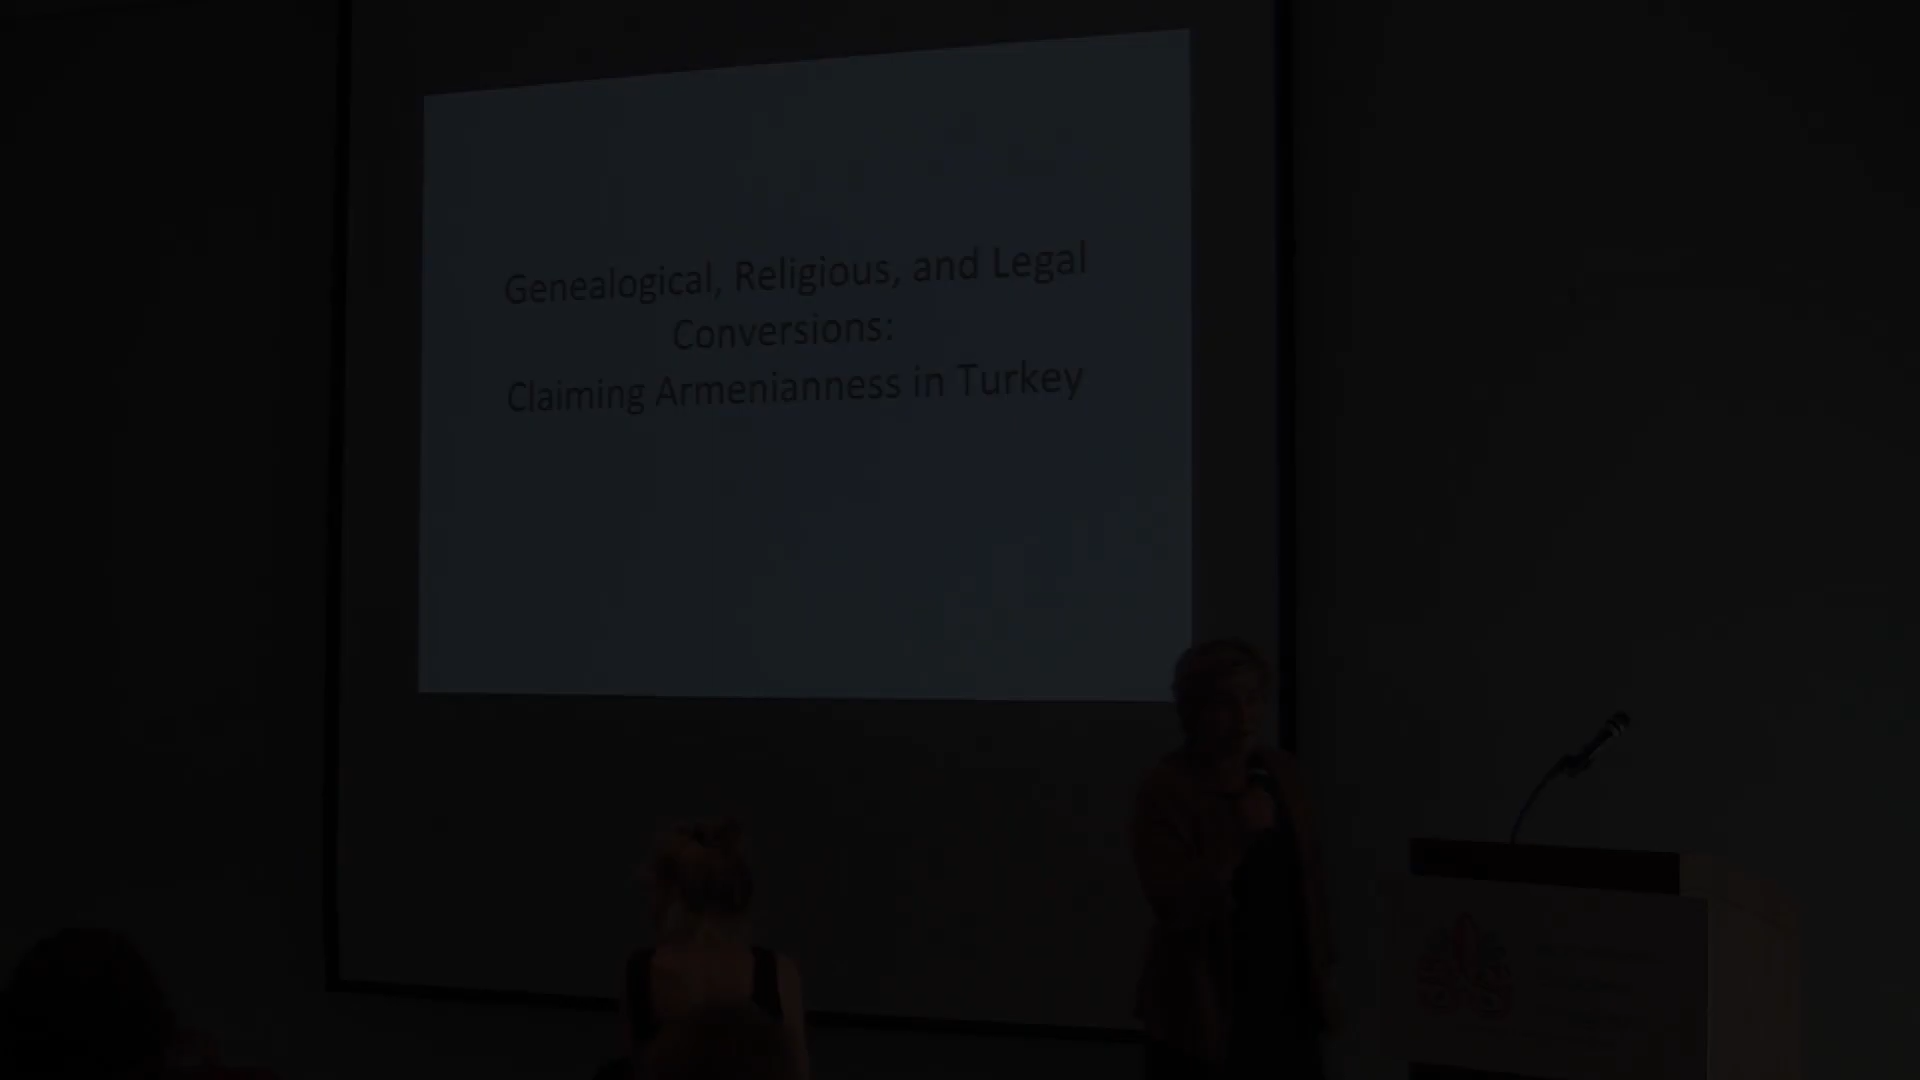 Genealogical, Religious, and Legal
Conversions:
Claiming Armenianness in Turkey